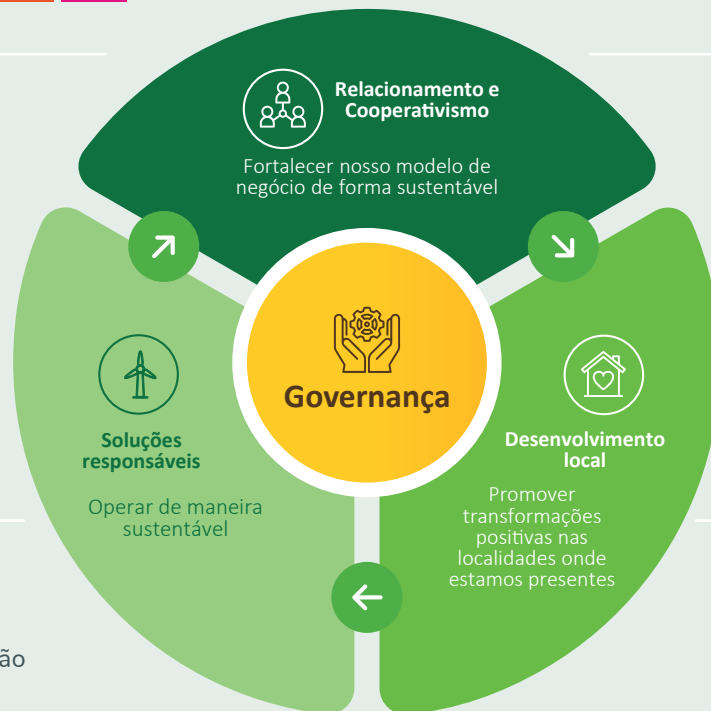 Relacionamento e
Cooperativismo
Fortalecer nosso modelo de
negócio de forma sustentável
Governança
Soluções
responsáveis
Operar de maneira
sustentável
Desenvolvimento
local
Promover
transformações
positivas nas
localidades onde
estamos presentes
ão